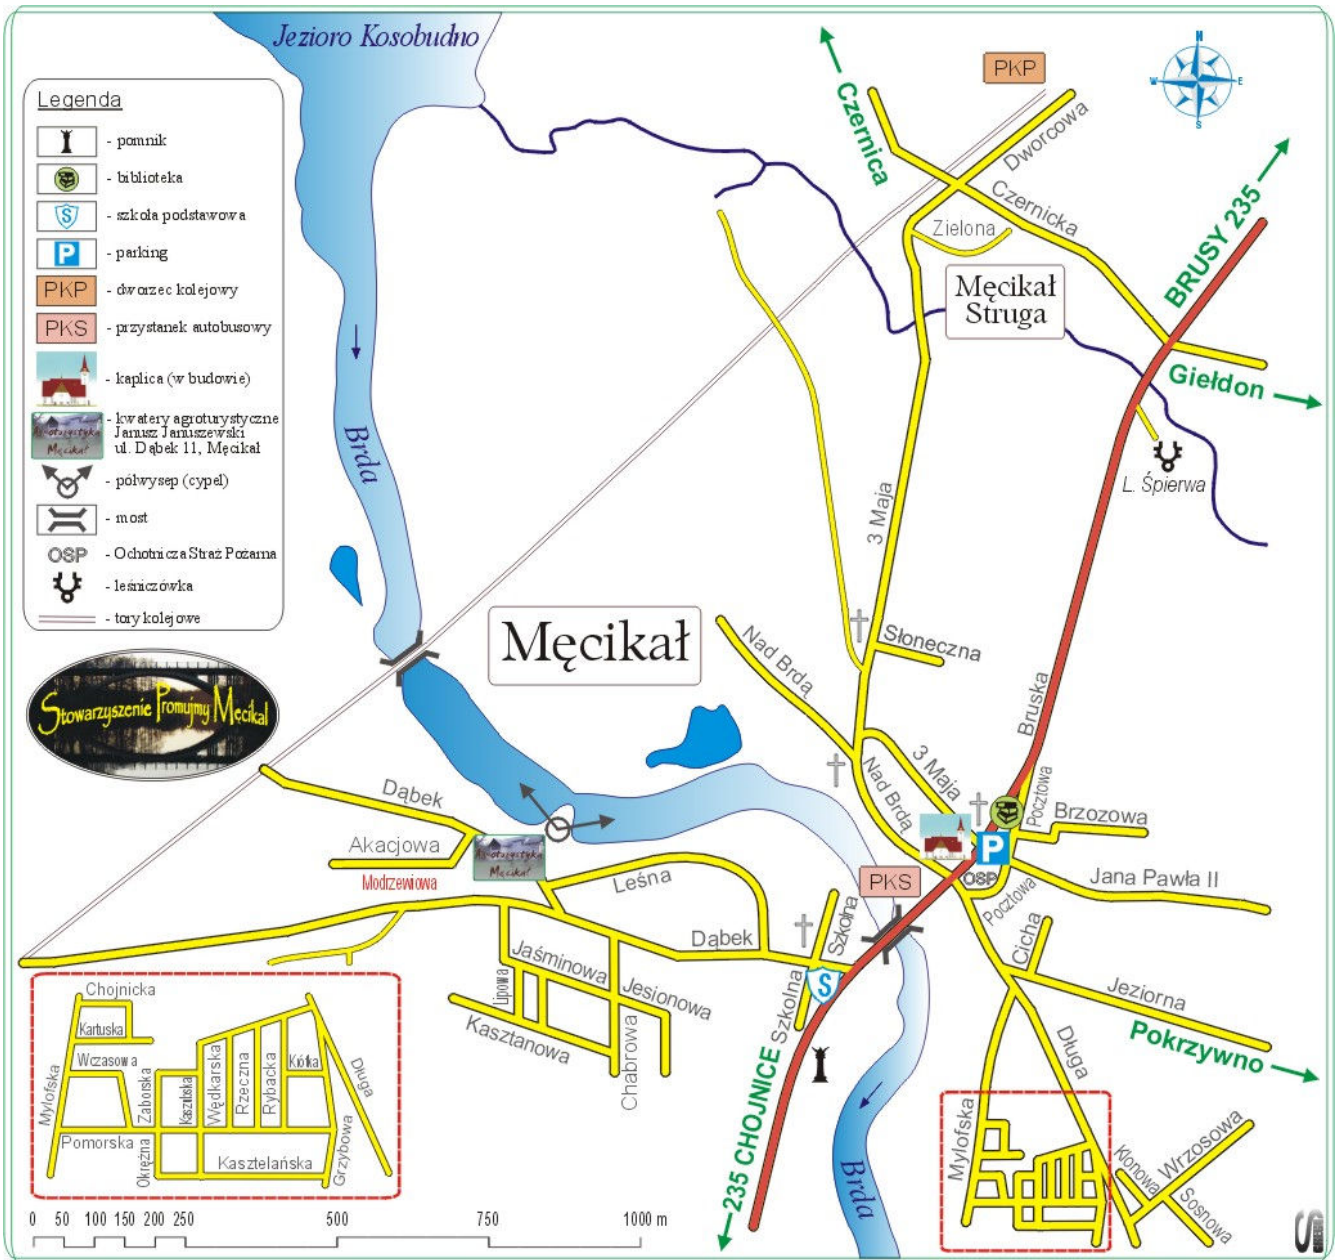 Jezioro Kosobudno
PKP
N
W
E
S
Czernica
Dworcowa
Czernicka
Zielona
BRUSY 235
Męcikał
Struga
Giełdon
L. Śpierwa
Legenda
- pomnik
- biblioteka
S - szkoła podstawowa
P - parking
PKP - dworzec kolejowy
PKS - przystanek autobusowy
- kaplica (w budowie)
Agroturystyka
Męcikał
- kwatery agroturystyczne
Janusz Januszewski
ul. Dąbek 11, Męcikał
- półwysep (cypel)
- most
OSP - Ochotnicza Straż Pożarna
- leśniczówka
- tory kolejowe
Stowarzyszenie Promujmy Męcikał
Brda
3 Maja
Męcikał
Nad Brdą
Słoneczna
Bruska
3 Maja
Nad Brdą
Pocztowa
Brzozowa
P
Dąbek
Akacjowa
Modrzewiowa
Agroturystyka
Męcikał
Leśna
PKS
OSP
Jana Pawła II
Pocztowa
Szkolna
Cicha
Dąbek
Jaśminowa
Lipowa
Jesionowa
Kasztanowa
Chabrowa
Szkolna
S
Jeziorna
Pokrzywno
Długa
235 CHOJNICE
Brda
Mylofska
Klonowa
Wrzosowa
Sosnowa
Chojnicka
Kartuska
Wczasowa
Mylofska
Zaborska
Kaszubska
Wędkarska
Rzeczna
Rybacka
Krótka
Długa
Pomorska
Okrężna
Kasztelańska
Grzybowa
0 50 100 150 200 250 500 750 1000 m